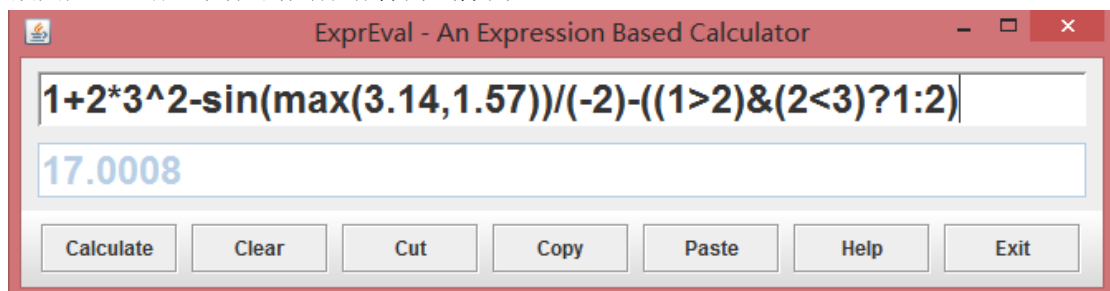 ExprEval - An Expression Based Calculator
1+2*3^2-sin(max(3.14,1.57))/(-2)-((1>2)&(2<3)?1:2)
17.0008
Calculate Clear Cut Copy Paste Help Exit